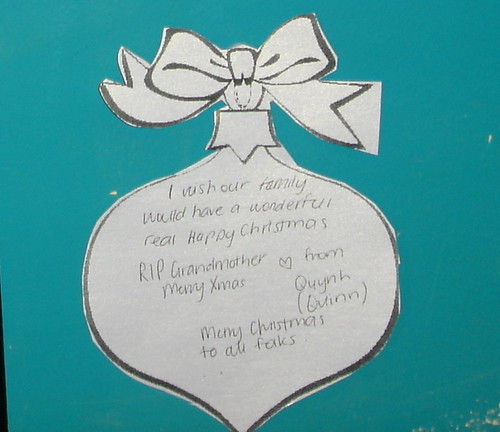 I wish our family
would have a wonderful
real Happy Christmas
RIP Grandmother ♡ from
Merry Xmas
Quynh
(Quinn)
Merry Christmas
to all folks